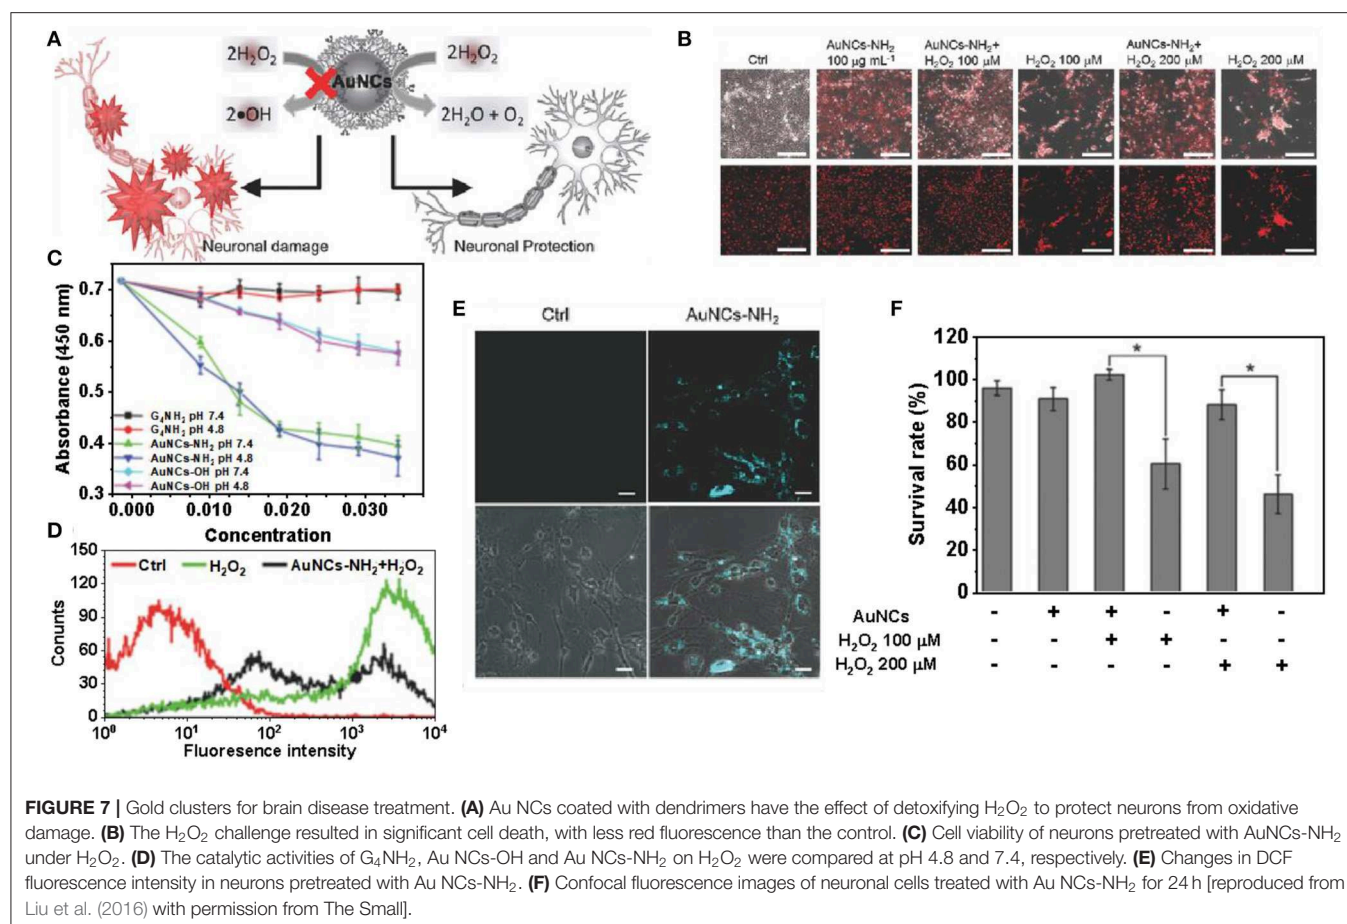 A
2H2O2
AuNCs
2H2O2
2●OH
2H2O + O2
Neuronal damage
Neuronal Protection
B
Ctrl
AuNCs-NH2
100 µg mL-1
AuNCs-NH2+
H2O2 100 µM
H2O2 100 µM
AuNCs-NH2+
H2O2 200 µM
H2O2 200 µM
C
Absorbance (450 nm)
0.7
0.6
0.5
0.4
0.3
G4NH2 pH 7.4
G4NH2 pH 4.8
AuNCs-NH2 pH 7.4
AuNCs-NH2 pH 4.8
AuNCs-OH pH 7.4
AuNCs-OH pH 4.8
0.000 0.010 0.020 0.030
Concentration
D
Counts
150
120
90
60
30
0
Ctrl H2O2 AuNCs-NH2+H2O2
10^0 10^1 10^2 10^3 10^4
Fluoresence intensity
E
Ctrl AuNCs-NH2
F
Survival rate (%)
120
100
80
60
40
20
0
* *
AuNCs - + + - + -
H2O2 100 µM - - + + - -
H2O2 200 µM - - - - + +
FIGURE 7 | Gold clusters for brain disease treatment. (A) Au NCs coated with dendrimers have the effect of detoxifying H2O2 to protect neurons from oxidative
damage. (B) The H2O2 challenge resulted in significant cell death, with less red fluorescence than the control. (C) Cell viability of neurons pretreated with AuNCs-NH2
under H2O2. (D) The catalytic activities of G4NH2, Au NCs-OH and Au NCs-NH2 on H2O2 were compared at pH 4.8 and 7.4, respectively. (E) Changes in DCF
fluorescence intensity in neurons pretreated with Au NCs-NH2. (F) Confocal fluorescence images of neuronal cells treated with Au NCs-NH2 for 24 h [reproduced from
Liu et al. (2016) with permission from The Small].